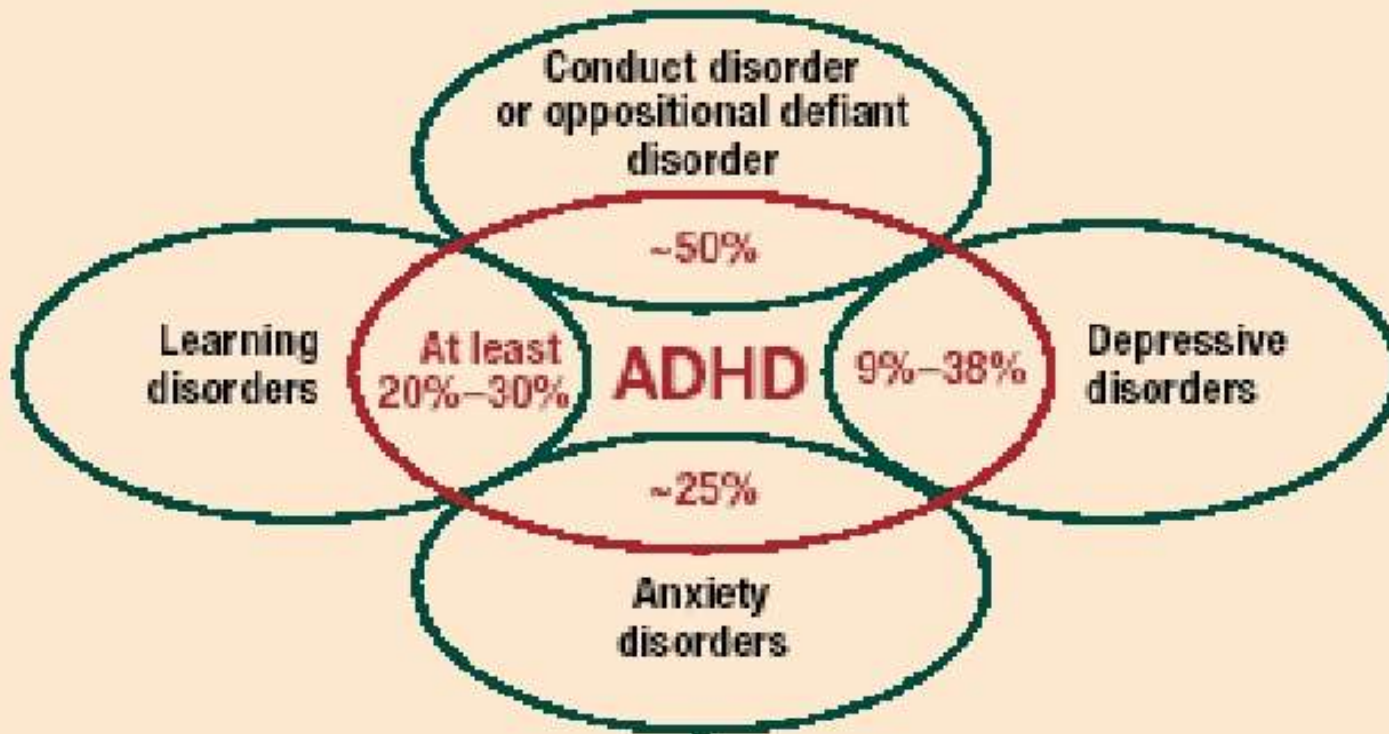 Conduct disorder
or oppositional defiant
disorder
~50%
Learning
disorders
At least
20%–30%
ADHD
9%–38%
Depressive
disorders
~25%
Anxiety
disorders